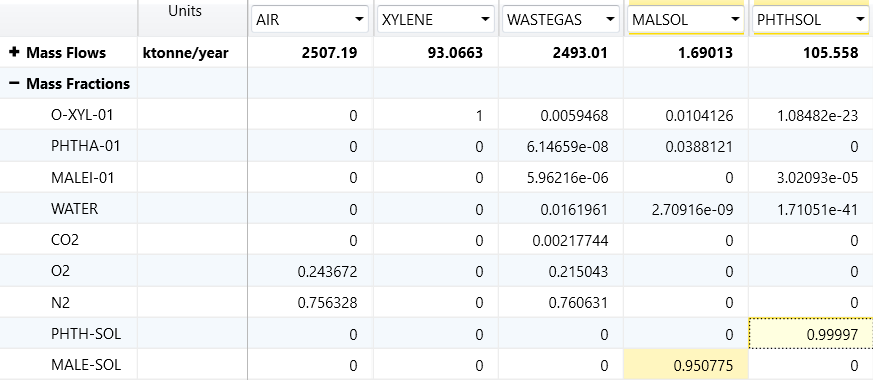 Units AIR XYLENE WASTEGAS MALSOL PHTHSOL
Mass Flows ktonne/year 2507.19 93.0663 2493.01 1.69013 105.558
Mass Fractions
O-XYL-01 0 1 0.0059468 0.0104126 1.08482e-23
PHTHA-01 0 0 6.14659e-08 0.0388121 0
MALEI-01 0 0 5.96216e-06 0 3.02093e-05
WATER 0 0 0.0161961 2.70916e-09 1.71051e-41
CO2 0 0 0.00217744 0 0
O2 0.243672 0 0.215043 0 0
N2 0.756328 0 0.760631 0 0
PHTH-SOL 0 0 0 0 0.99997
MALE-SOL 0 0 0 0.950775 0